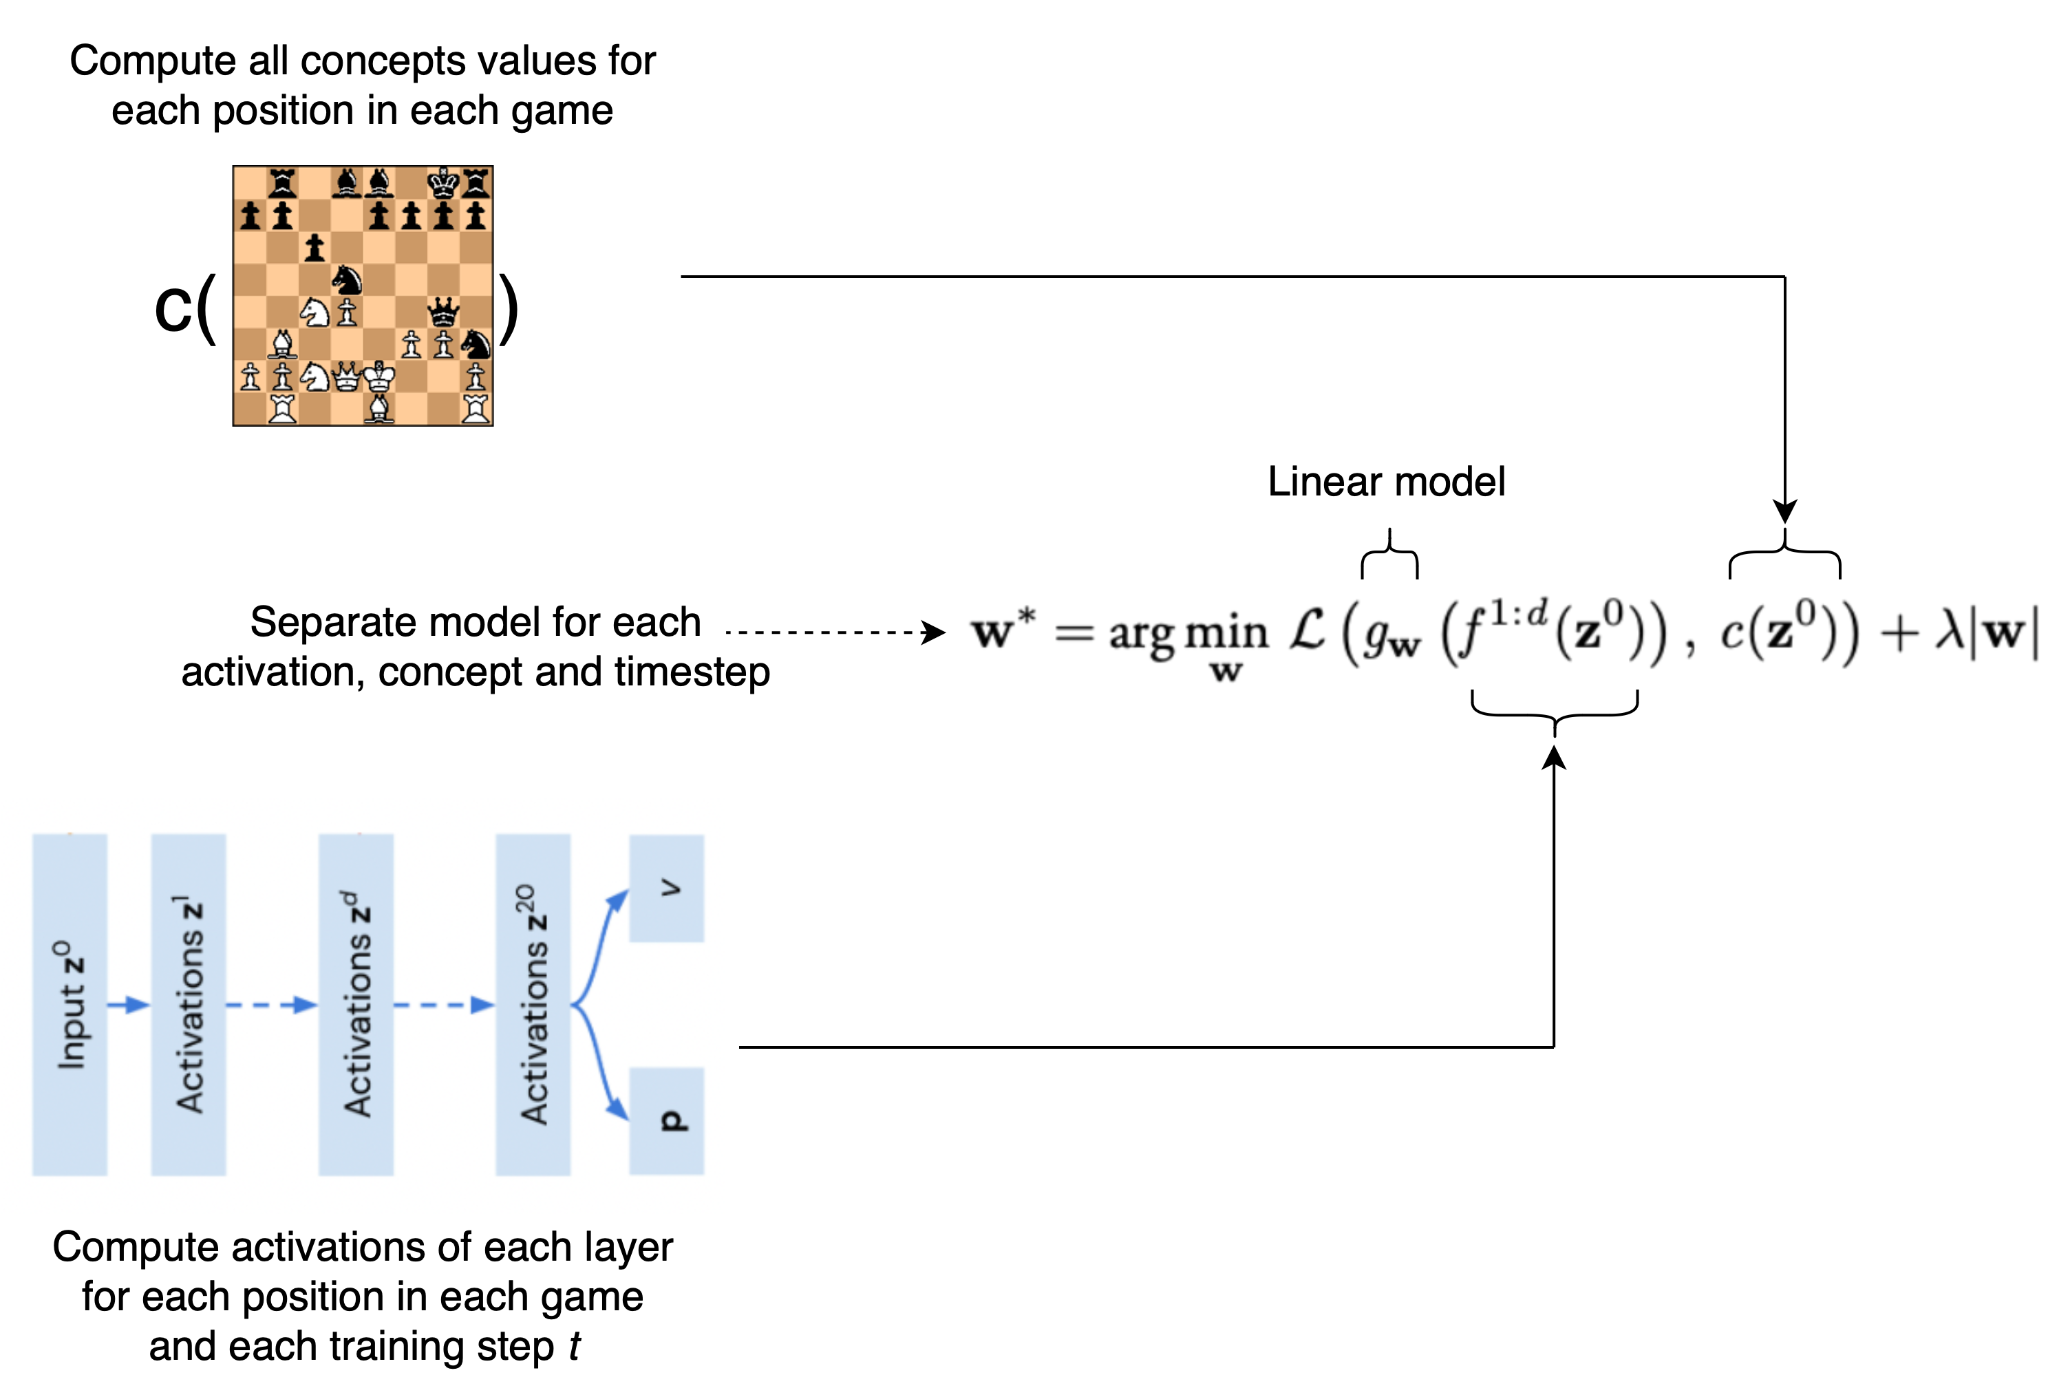 Compute all concepts values for
each position in each game
c( )
Linear model
Separate model for each
activation, concept and timestep
w* = arg min_w ℒ (g_w (f^{1:d}(z^0)), c(z^0)) + λ|w|
Input z^0
Activations z^1
Activations z^d
Activations z^20
v
p
Compute activations of each layer
for each position in each game
and each training step t